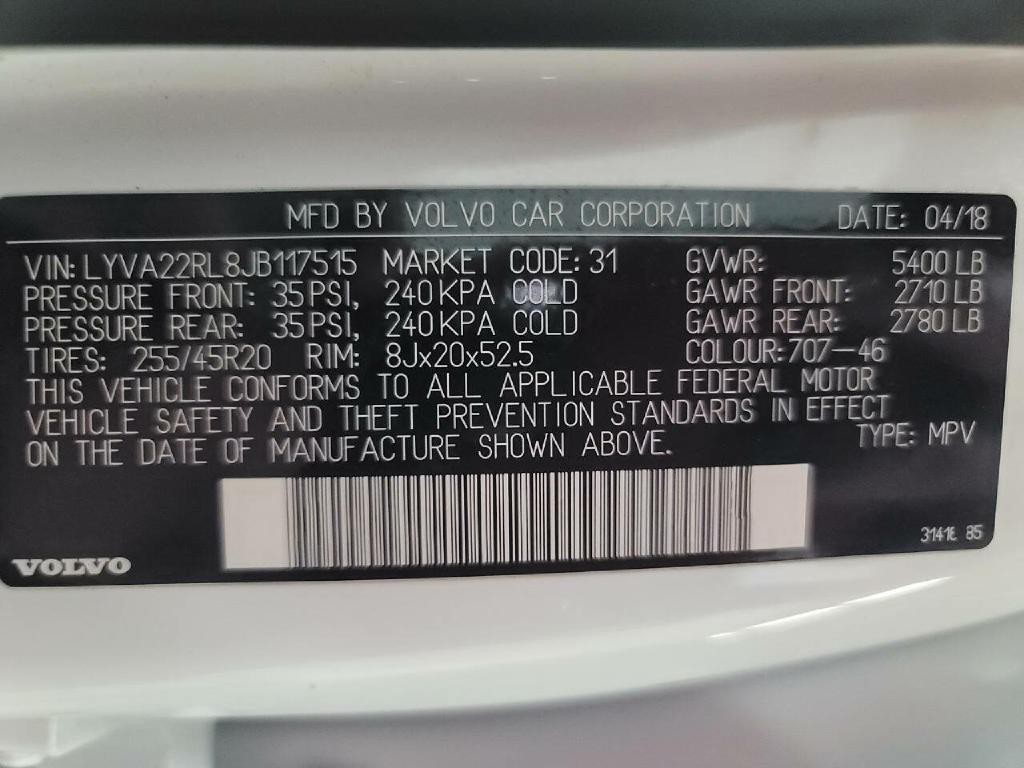 MFD BY VOLVO CAR CORPORATION DATE: 04/18
VIN: LYVA22RL8JB117515 MARKET CODE: 31 GVWR: 5400 LB
PRESSURE FRONT: 35 PSI, 240 KPA COLD GAWR FRONT: 2710 LB
PRESSURE REAR: 35 PSI, 240 KPA COLD GAWR REAR: 2780 LB
TIRES: 255/45R20 RIM: 8Jx20x52.5 COLOUR: 707-46
THIS VEHICLE CONFORMS TO ALL APPLICABLE FEDERAL MOTOR
VEHICLE SAFETY AND THEFT PREVENTION STANDARDS IN EFFECT
ON THE DATE OF MANUFACTURE SHOWN ABOVE. TYPE: MPV
VOLVO